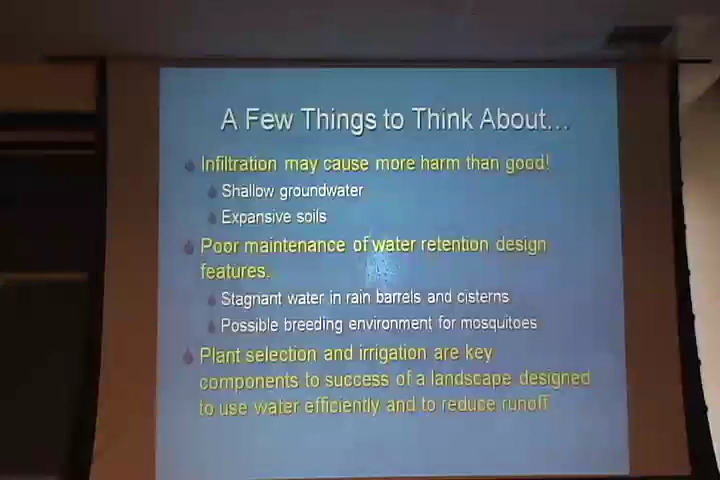 A Few Things to Think About...
Infiltration may cause more harm than good!
Shallow groundwater
Expansive soils
Poor maintenance of water retention design
features.
Stagnant water in rain barrels and cisterns
Possible breeding environment for mosquitoes
Plant selection and irrigation are key
components to success of a landscape designed
to use water efficiently and to reduce runoff